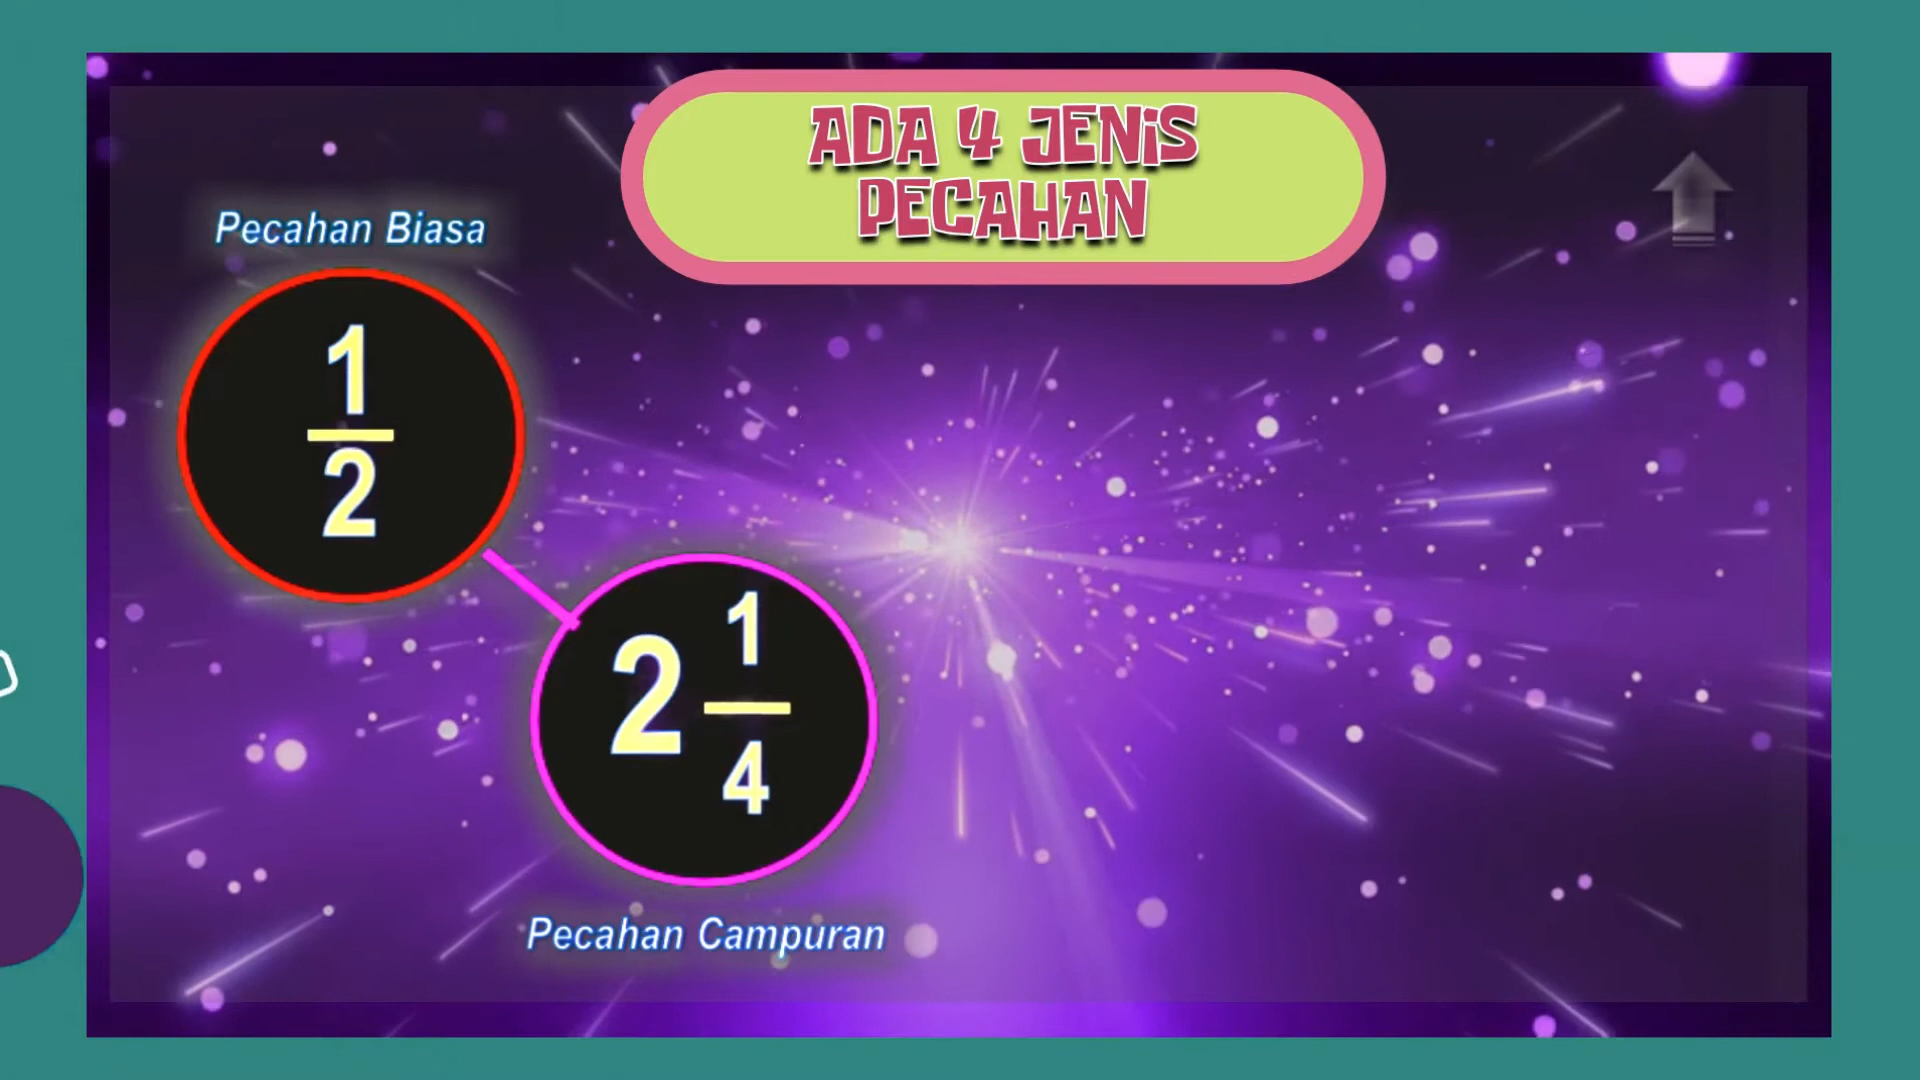 ADA 4 JENiS
PECAHAN
Pecahan Biasa
1
2
2 1
4
Pecahan Campuran